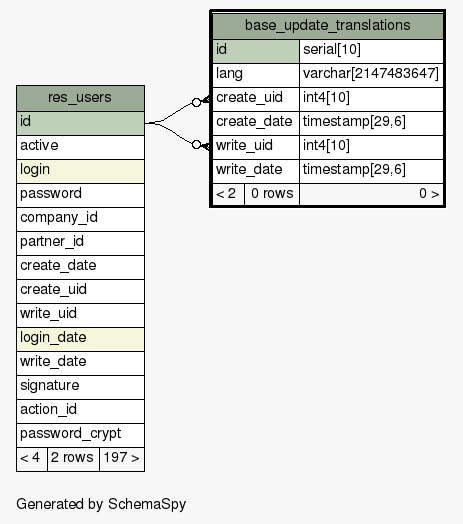 base_update_translations
id serial[10]
lang varchar[2147483647]
create_uid int4[10]
create_date timestamp[29,6]
write_uid int4[10]
write_date timestamp[29,6]
< 2 0 rows 0 >
res_users
id
active
login
password
company_id
partner_id
create_date
create_uid
write_uid
login_date
write_date
signature
action_id
password_crypt
< 4 2 rows 197 >
Generated by SchemaSpy